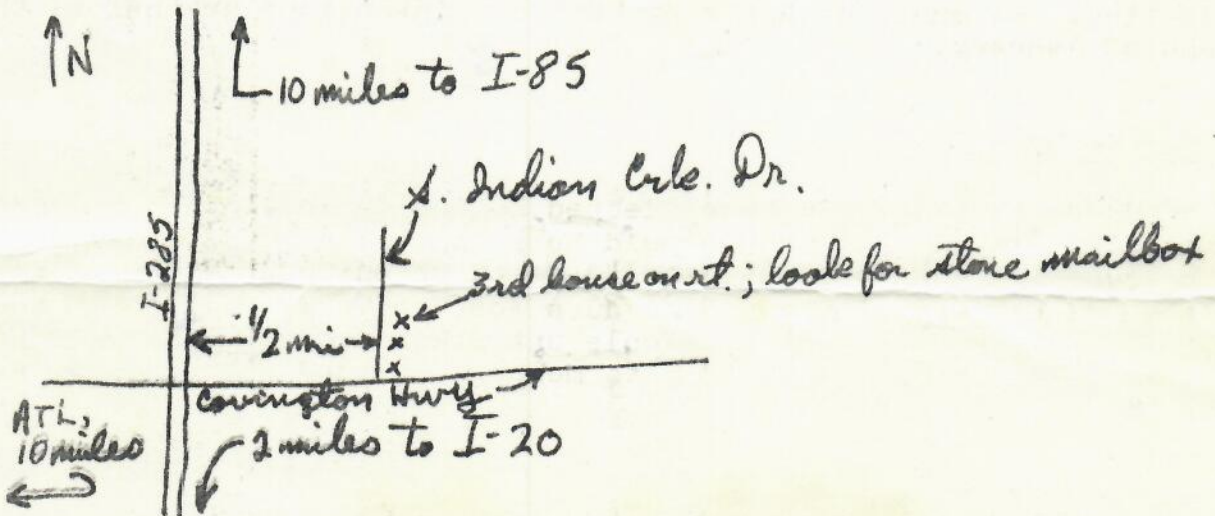 N
10 miles to I-85
S. Indian Crk. Dr.
I-285
3rd house on rt.; look for stone mailbox
1/2 mi
Covington Hwy
ATL,
10 miles
2 miles to I-20